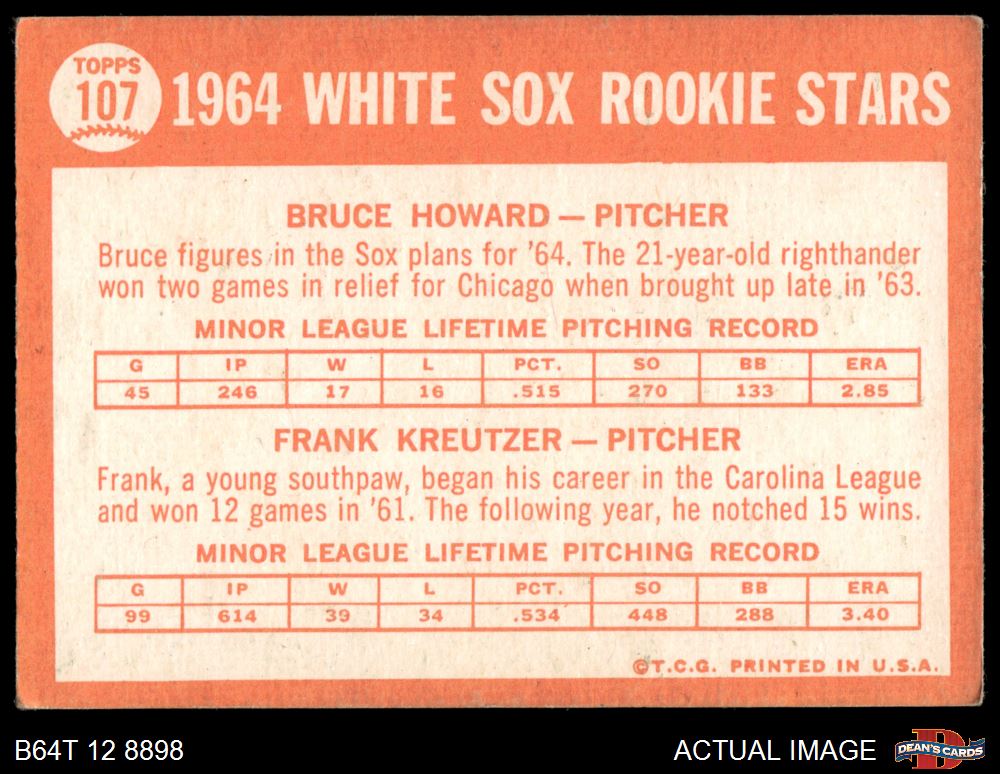 TOPPS
107
1964 WHITE SOX ROOKIE STARS
BRUCE HOWARD — PITCHER
Bruce figures in the Sox plans for '64. The 21-year-old righthander
won two games in relief for Chicago when brought up late in '63.
MINOR LEAGUE LIFETIME PITCHING RECORD
G IP W L PCT. SO BB ERA
45 246 17 16 .515 270 133 2.85
FRANK KREUTZER — PITCHER
Frank, a young southpaw, began his career in the Carolina League
and won 12 games in '61. The following year, he notched 15 wins.
MINOR LEAGUE LIFETIME PITCHING RECORD
G IP W L PCT. SO BB ERA
99 614 39 34 .534 448 288 3.40
©T.C.G. PRINTED IN U.S.A.
B64T 12 8898
ACTUAL IMAGE
D
DEAN'S CARDS